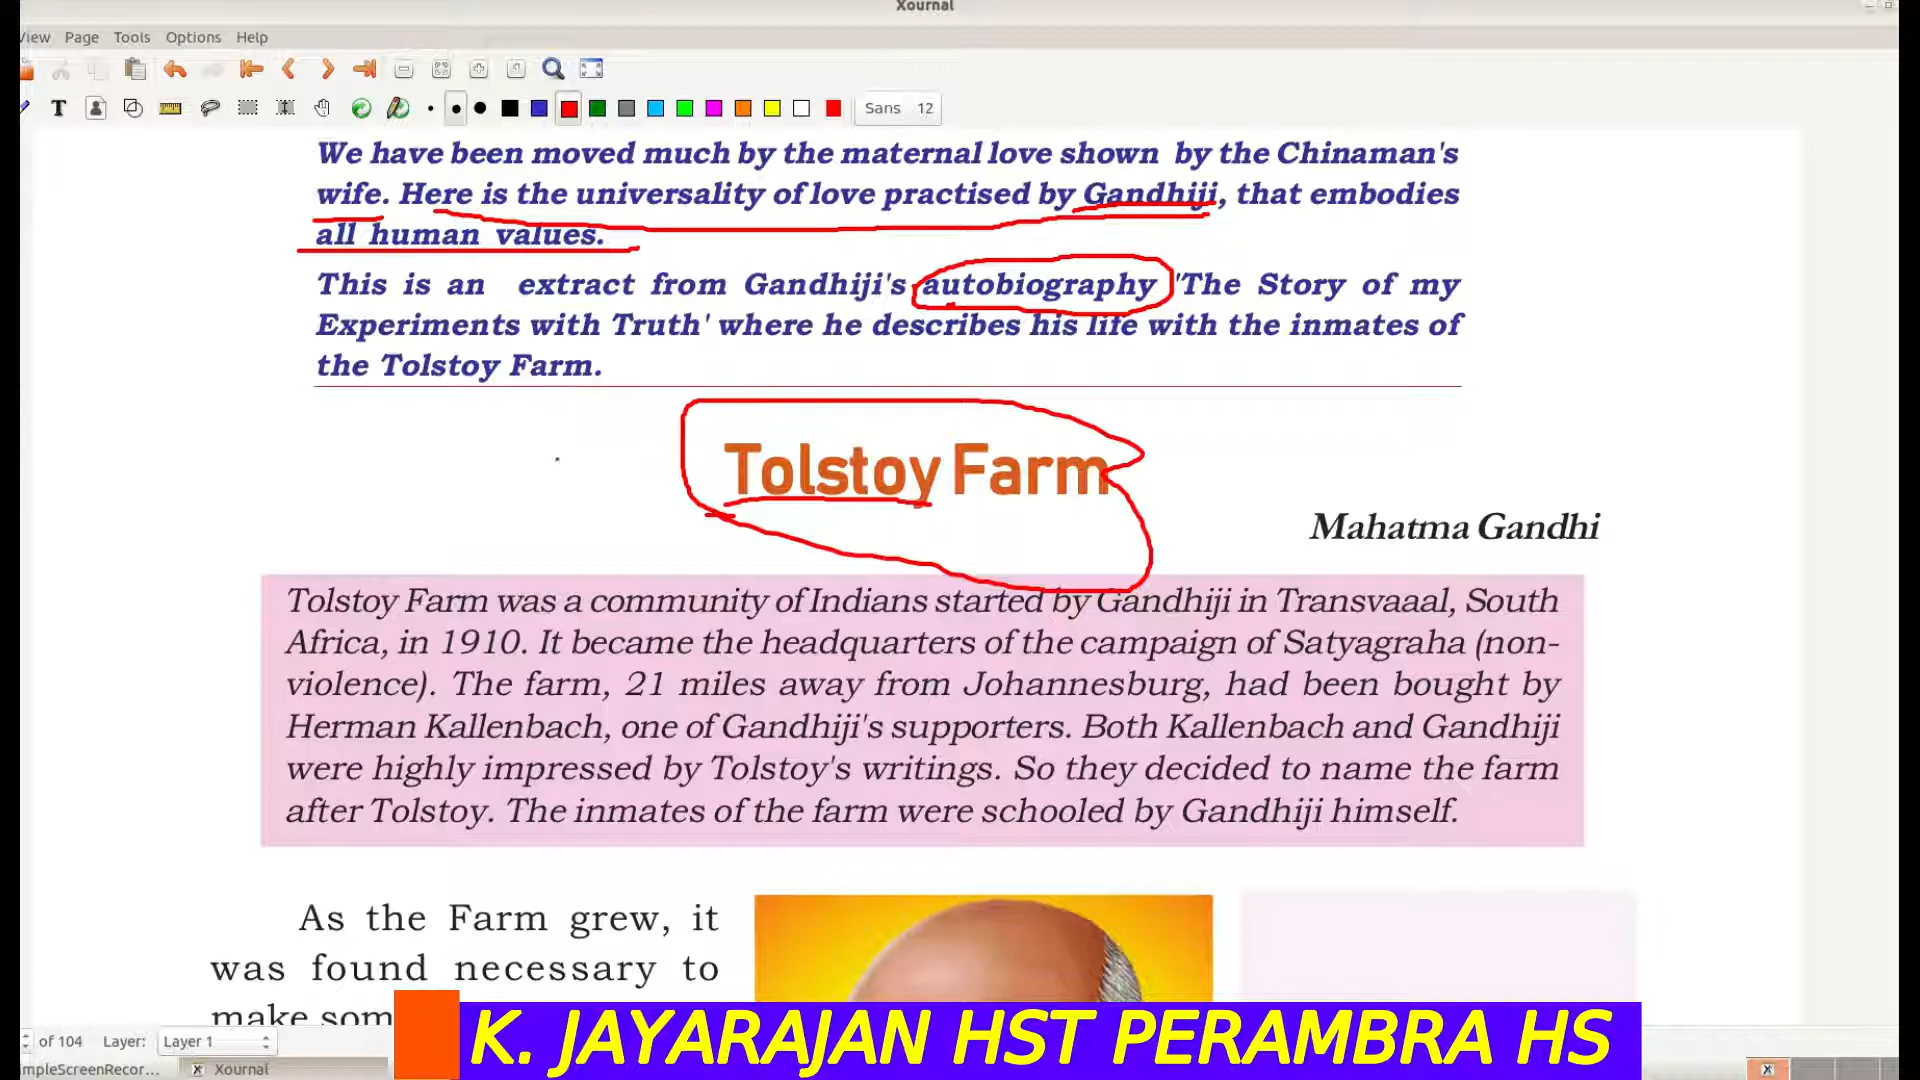 Xournal
View Page Tools Options Help
T Sans 12
We have been moved much by the maternal love shown by the Chinaman's
wife. Here is the universality of love practised by Gandhiji, that embodies
all human values.
This is an extract from Gandhiji's autobiography 'The Story of my
Experiments with Truth' where he describes his life with the inmates of
the Tolstoy Farm.
Tolstoy Farm
Mahatma Gandhi
Tolstoy Farm was a community of Indians started by Gandhiji in Transvaaal, South
Africa, in 1910. It became the headquarters of the campaign of Satyagraha (non-
violence). The farm, 21 miles away from Johannesburg, had been bought by
Herman Kallenbach, one of Gandhiji's supporters. Both Kallenbach and Gandhiji
were highly impressed by Tolstoy's writings. So they decided to name the farm
after Tolstoy. The inmates of the farm were schooled by Gandhiji himself.
As the Farm grew, it
was found necessary to
make som
K. JAYARAJAN HST PERAMBRA HS
of 104 Layer: Layer 1
mpleScreenRecor... Xournal